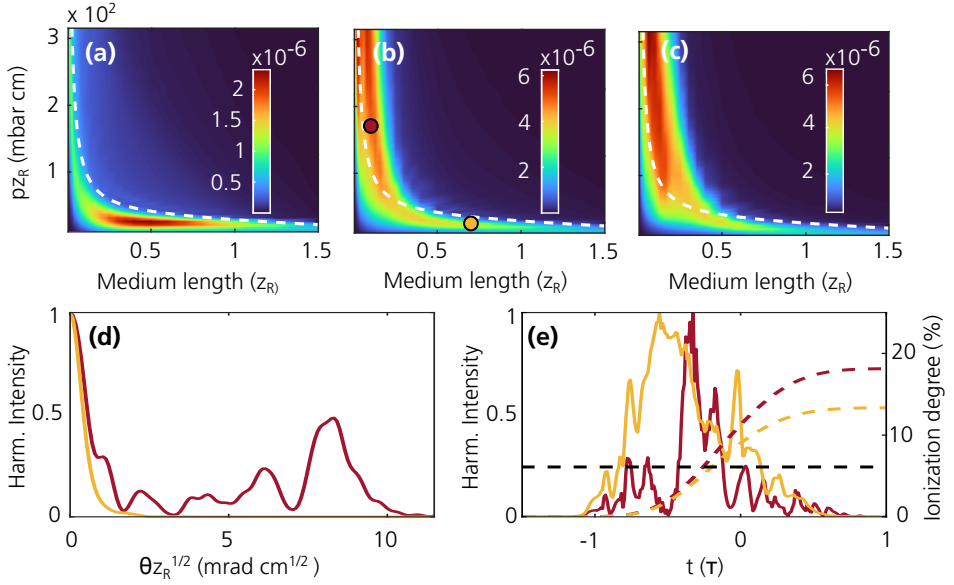 x 10²
3
2
1
pz_R (mbar cm)
(a)
x10⁻⁶
2
1.5
1
0.5
0.5
1
1.5
Medium length (z_R)
(b)
x10⁻⁶
6
4
2
0.5
1
1.5
Medium length (z_R)
(c)
x10⁻⁶
6
4
2
0.5
1
1.5
Medium length (z_R)
(d)
Harm. Intensity
1
0.5
0
0
5
10
θz_R^1/2 (mrad cm^1/2)
(e)
Harm. Intensity
1
0.5
0
-1
0
1
t (τ)
20
10
0
Ionization degree (%)